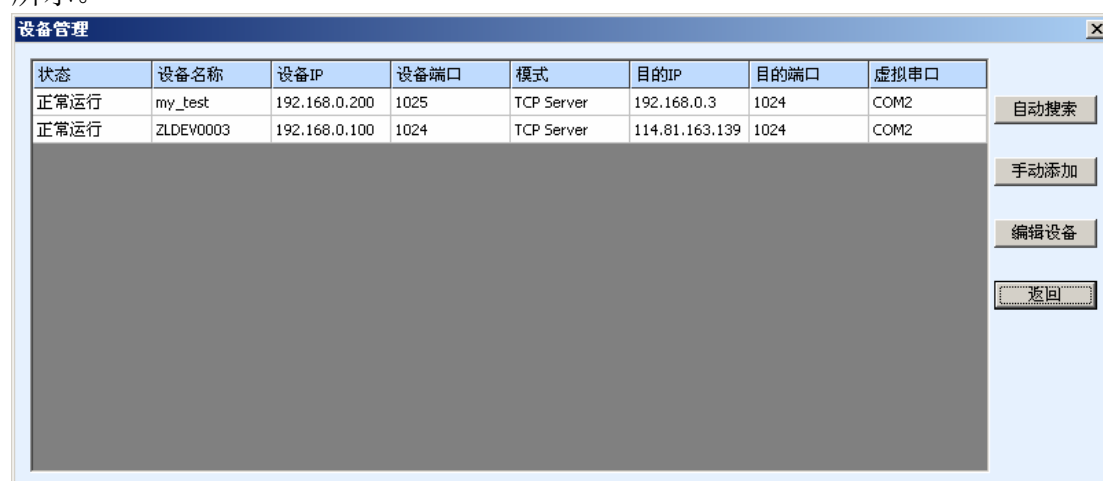 所示。
设备管理
状态 设备名称 设备IP 设备端口 模式 目的IP 目的端口 虚拟串口
正常运行 my_test 192.168.0.200 1025 TCP Server 192.168.0.3 1024 COM2
正常运行 ZLDEV0003 192.168.0.100 1024 TCP Server 114.81.163.139 1024 COM2
自动搜索
手动添加
编辑设备
返回